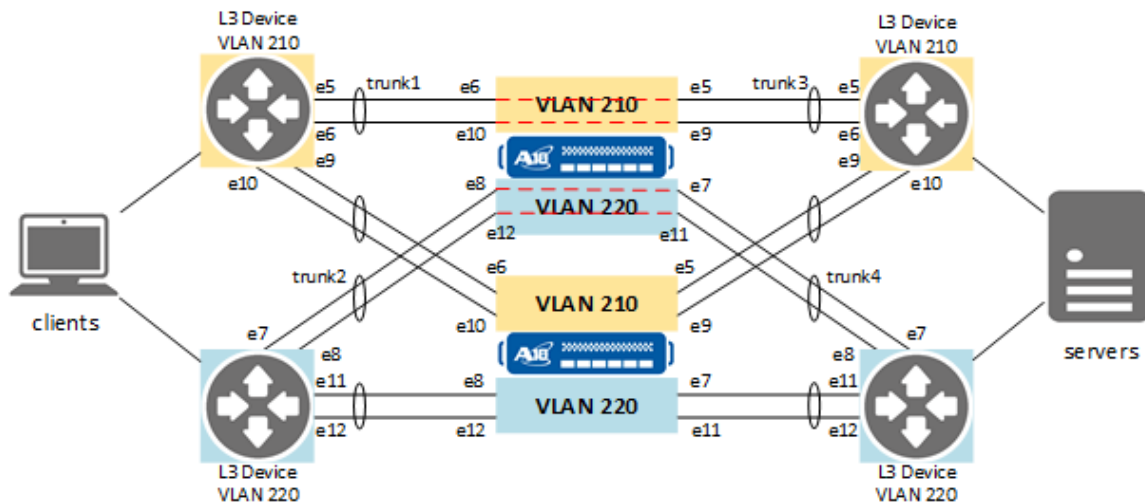 L3 Device
VLAN 210
L3 Device
VLAN 210
e5
trunk1
e6
VLAN 210
e5
trunk3
e5
e6
e10
e9
e6
e9
A10
e9
e10
e8
e7
e10
VLAN 220
e12
e11
e6
e5
trunk2
trunk4
VLAN 210
clients
e10
e9
servers
e7
e7
e8
A10
e8
e11
e8
e7
e11
VLAN 220
e12
e12
e11
e12
L3 Device
VLAN 220
L3 Device
VLAN 220